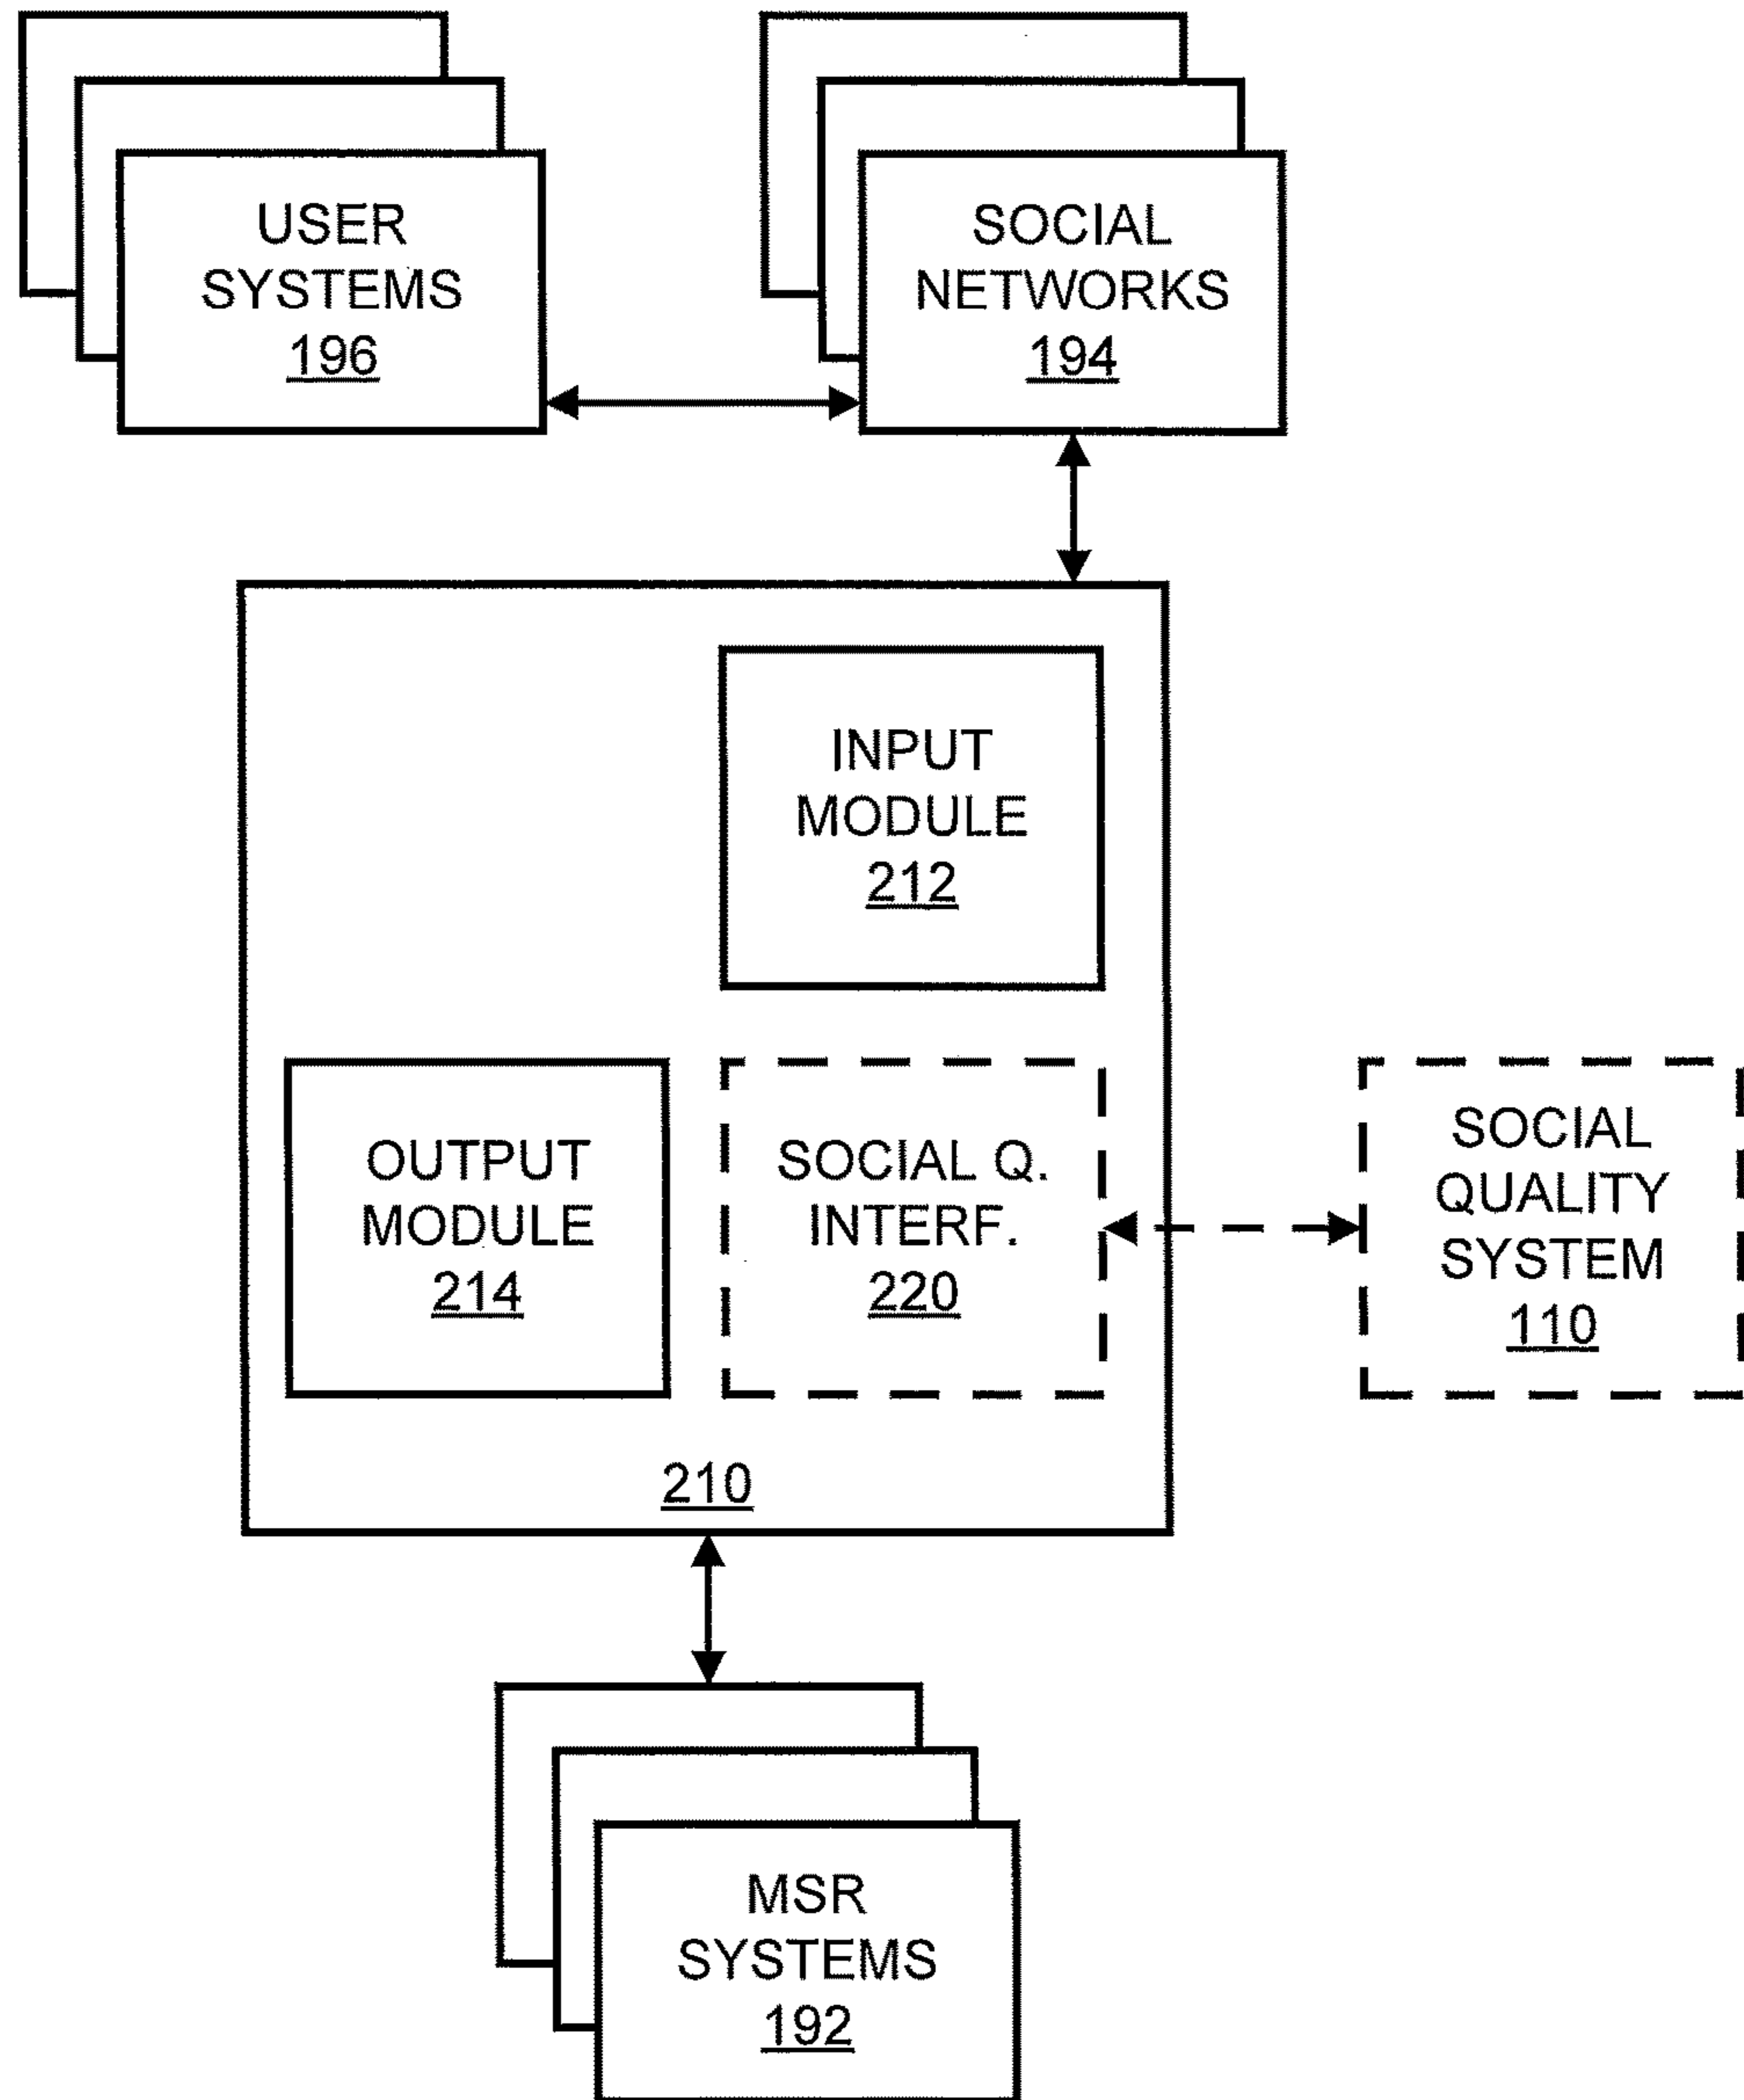 USER
SYSTEMS
196
SOCIAL
NETWORKS
194
INPUT
MODULE
212
OUTPUT
MODULE
214
SOCIAL Q.
INTERF.
220
SOCIAL
QUALITY
SYSTEM
110
210
MSR
SYSTEMS
192